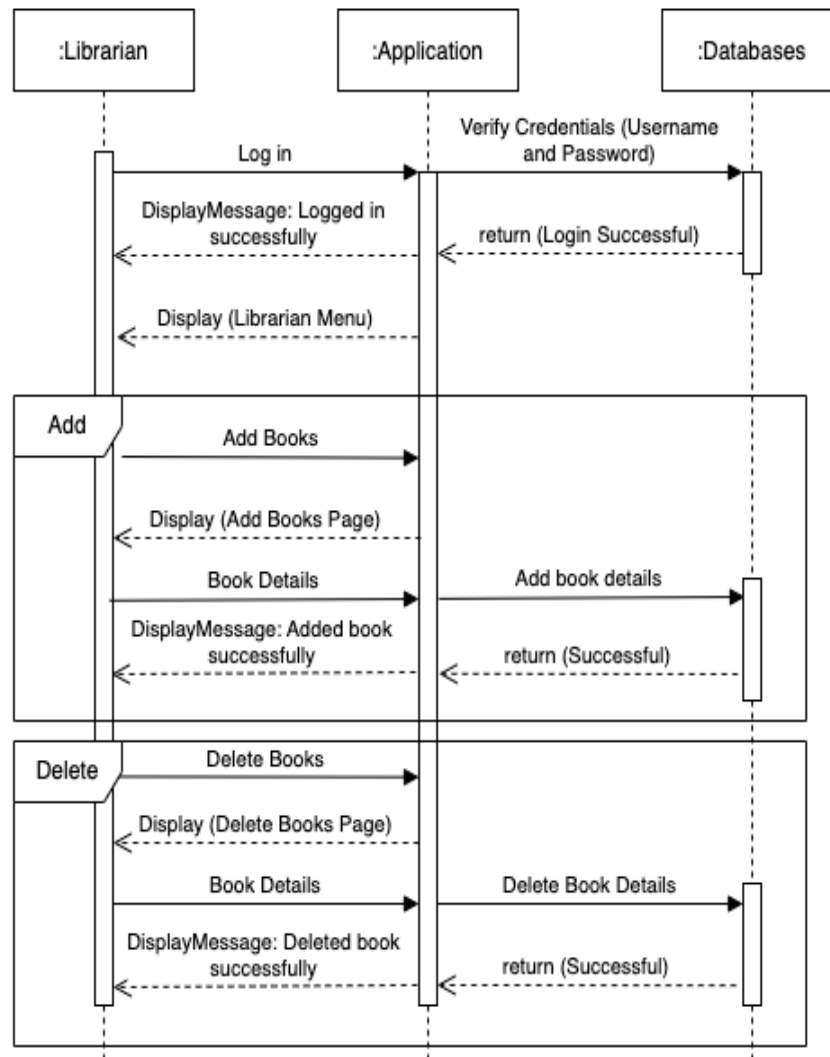 :Librarian
:Application
:Databases
Verify Credentials (Username
and Password)
Log in
DisplayMessage: Logged in
successfully
return (Login Successful)
Display (Librarian Menu)
Add
Add Books
Display (Add Books Page)
Book Details
Add book details
DisplayMessage: Added book
successfully
return (Successful)
Delete
Delete Books
Display (Delete Books Page)
Book Details
Delete Book Details
DisplayMessage: Deleted book
successfully
return (Successful)